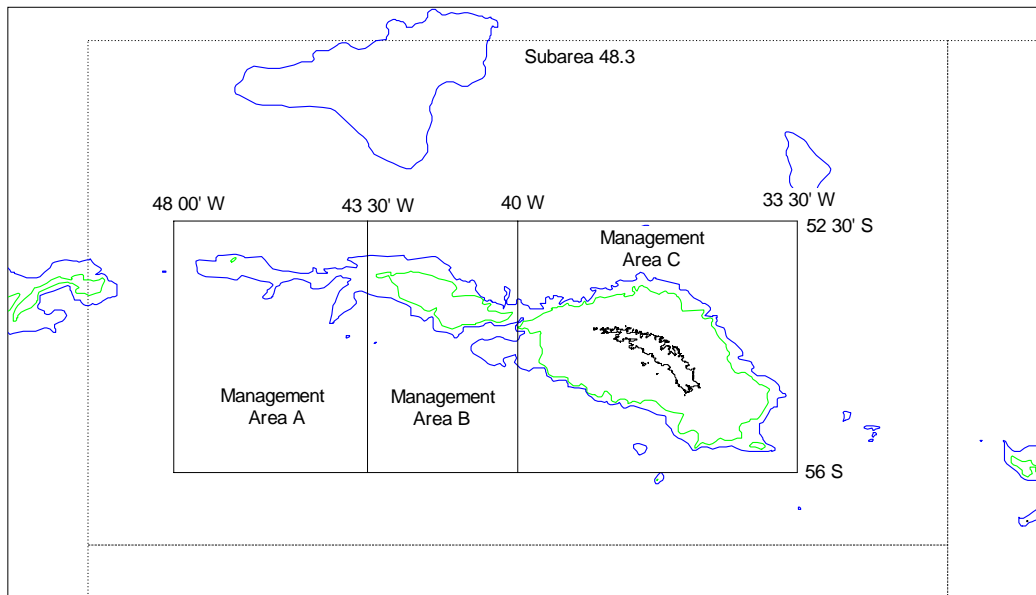 Subarea 48.3
48 00' W
43 30' W
40 W
33 30' W
52 30' S
Management
Area C
Management
Area A
Management
Area B
56 S